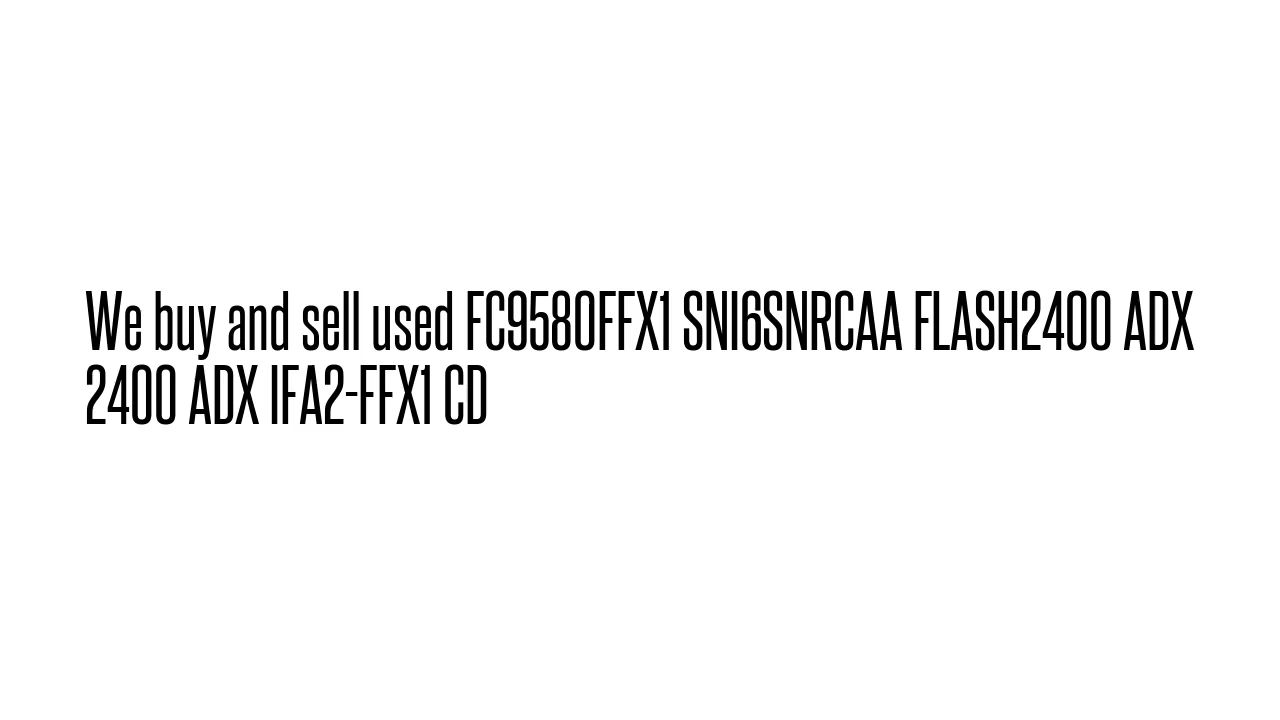 We buy and sell used FC9580FFX1 SNI6SNRCAA FLASH2400 ADX
2400 ADX IFA2-FFX1 CD